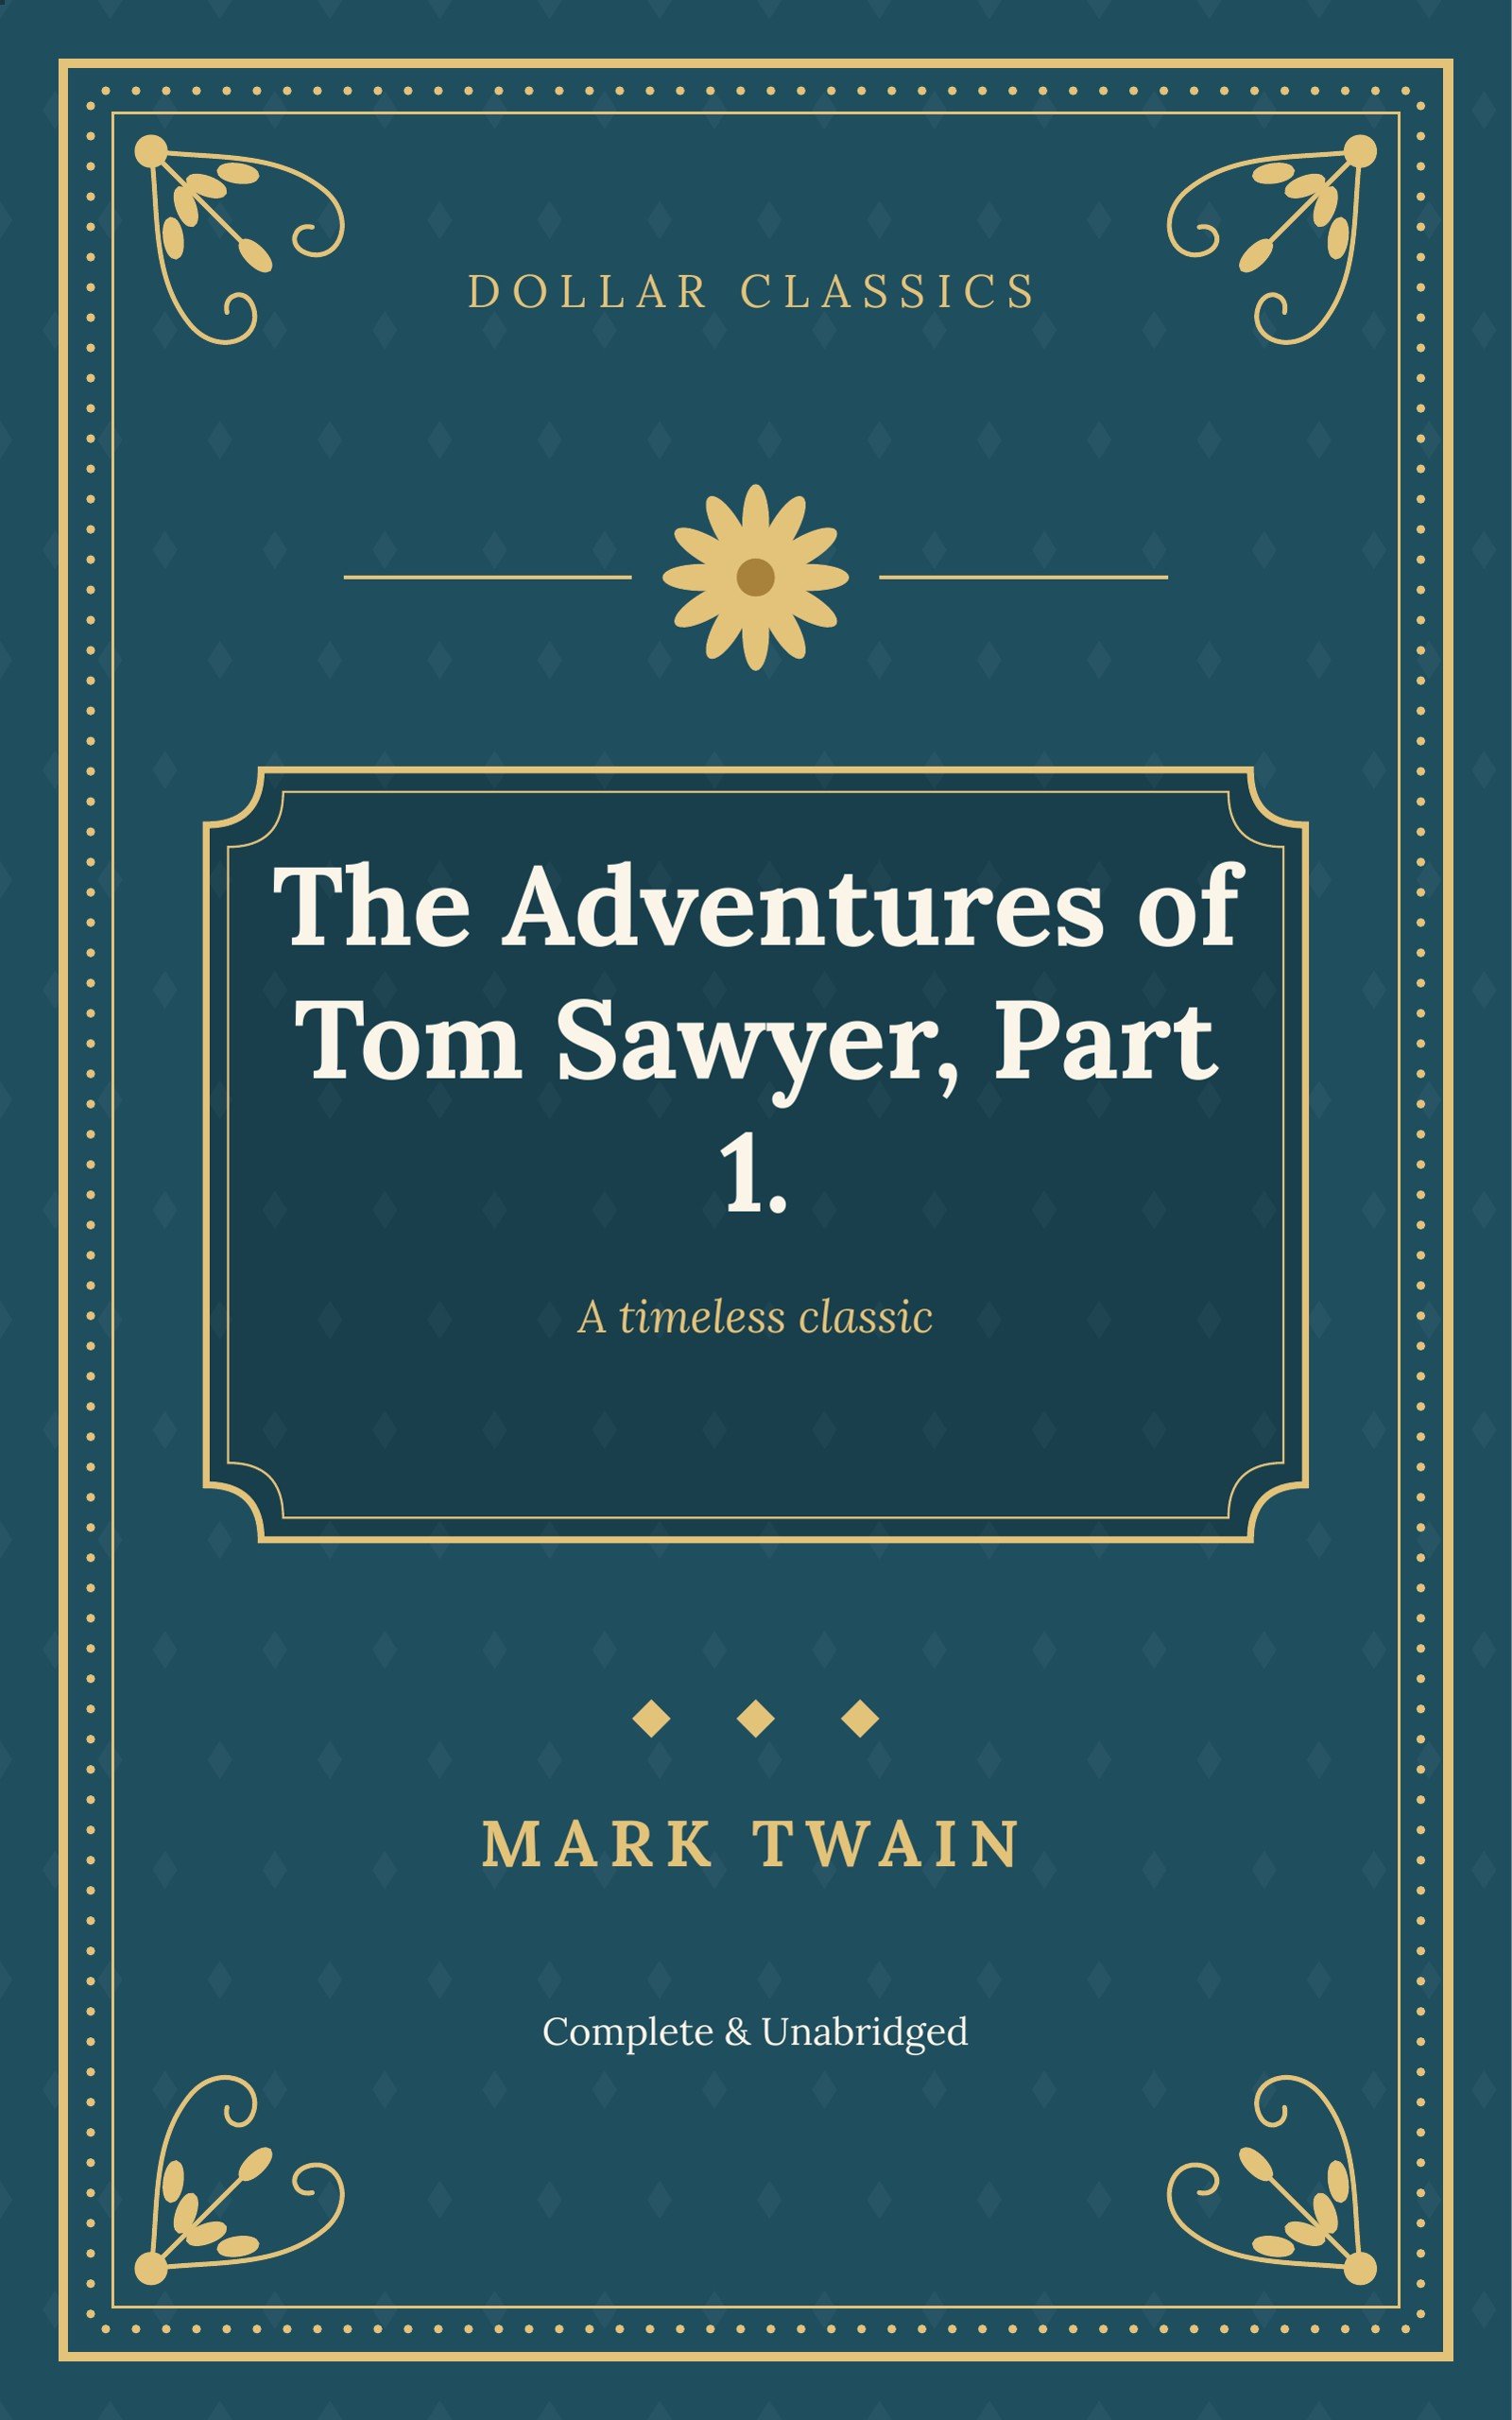 DOLLAR CLASSICS
The Adventures of
Tom Sawyer, Part
1.
A timeless classic
MARK TWAIN
Complete & Unabridged